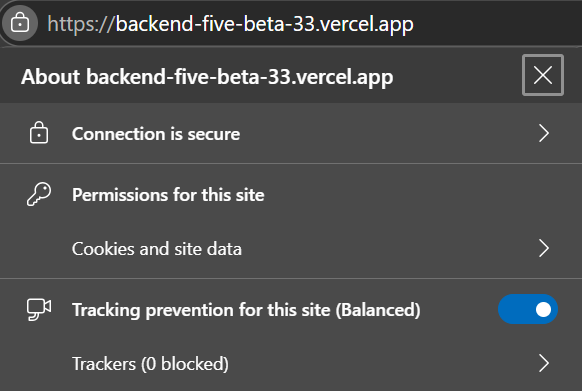 https://backend-five-beta-33.vercel.app
About backend-five-beta-33.vercel.app
Connection is secure
Permissions for this site
Cookies and site data
Tracking prevention for this site (Balanced)
Trackers (0 blocked)